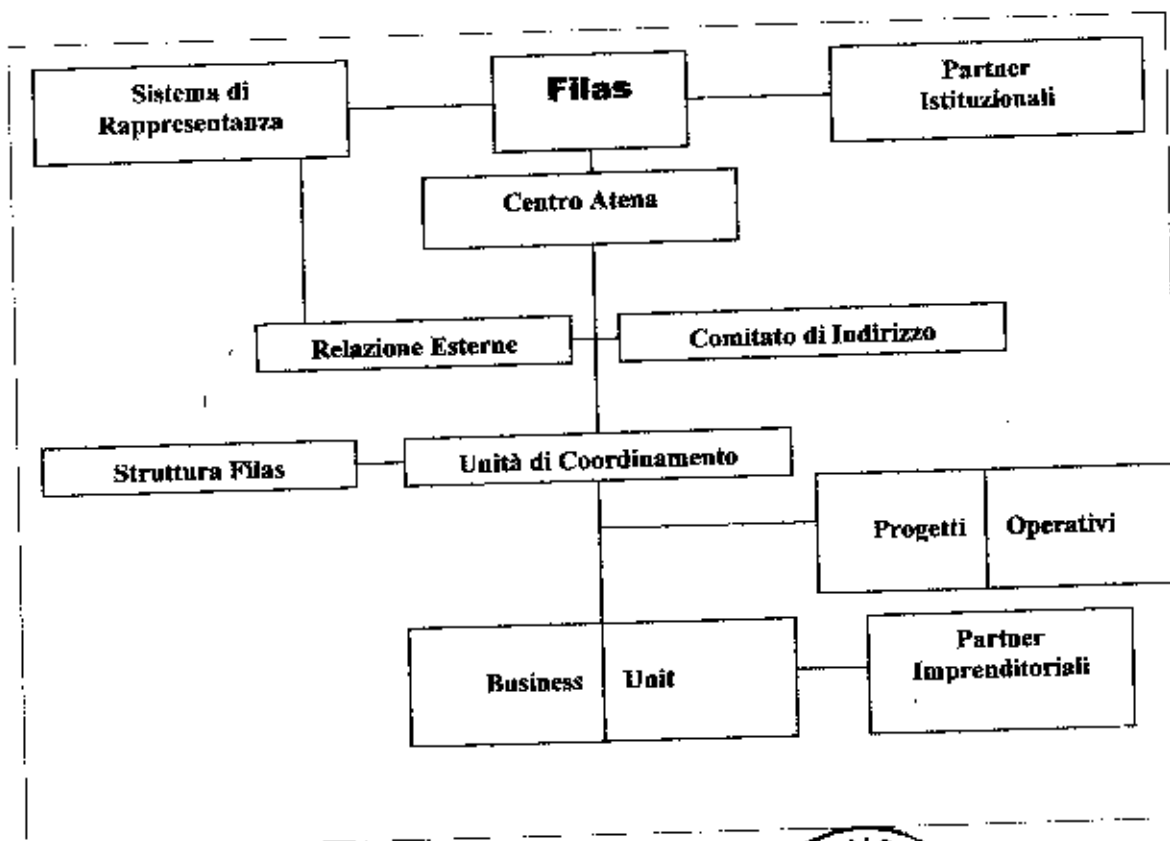 Sistema di
Rappresentanza
Filas
Partner
Istituzionali
Centro Atena
Relazione Esterne
Comitato di Indirizzo
Struttura Filas
Unità di Coordinamento
Progetti Operativi
Business Unit
Partner
Imprenditoriali